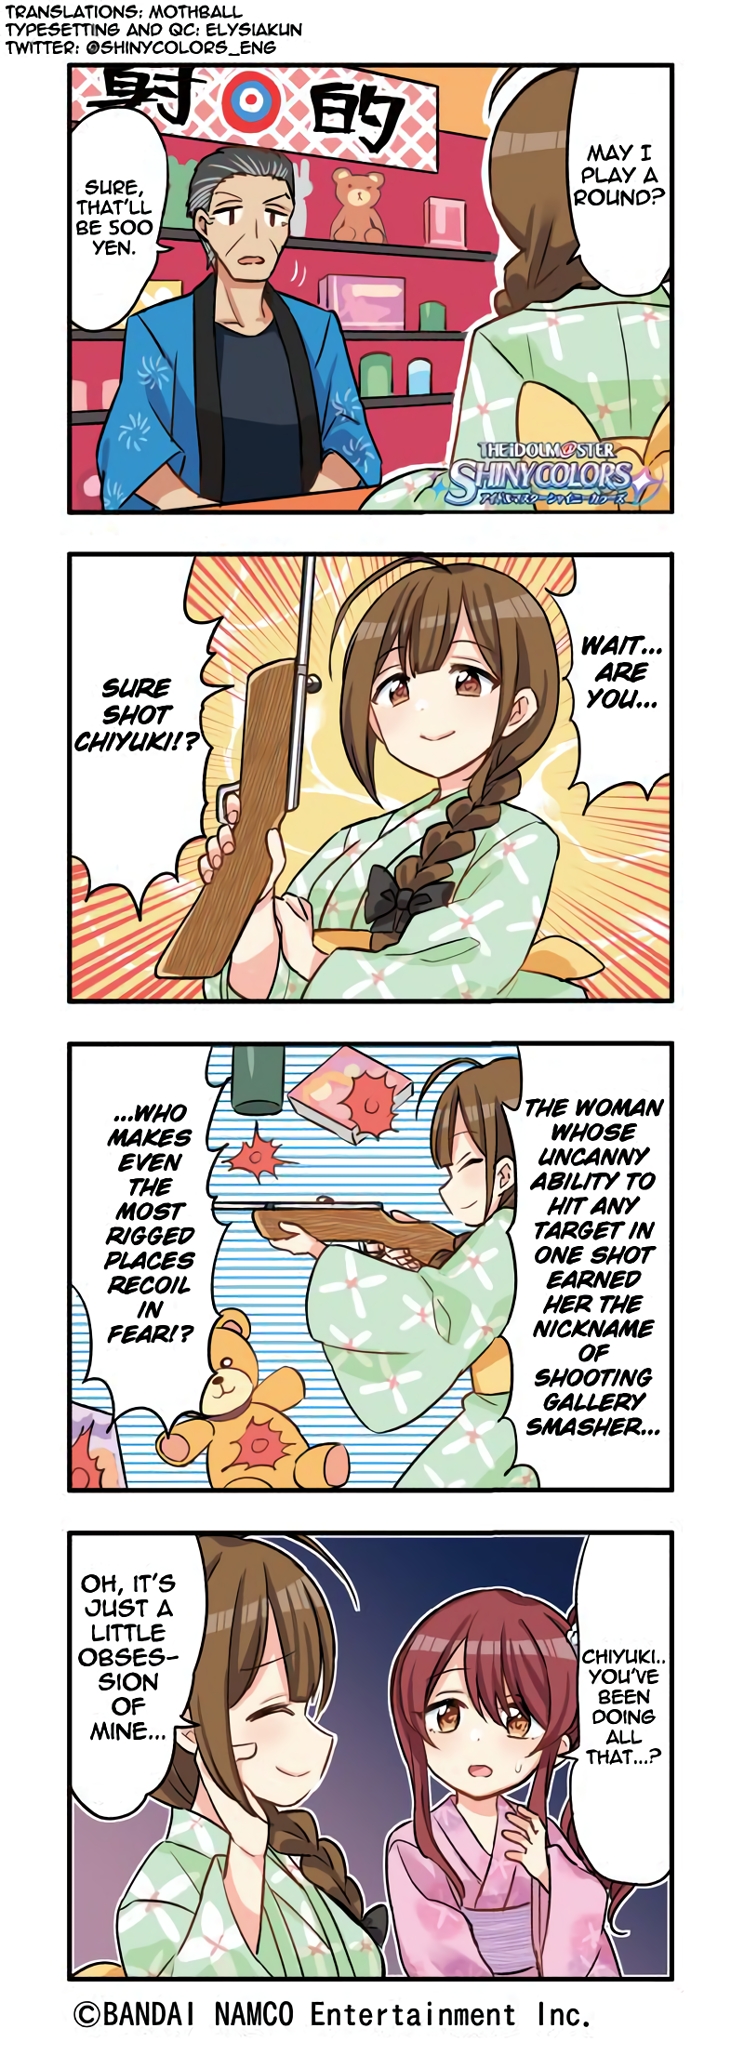 TRANSLATIONS: MOTHBALL
TYPESETTING AND QC: ELYSIAKUN
TWITTER: @SHINYCOLORS_ENG
射 的
MAY I
PLAY A
ROUND?
SURE,
THAT'LL
BE 500
YEN.
THE iDOLM@STER
SHINYCOLORS
アイドルマスターシャイニーカラーズ
WAIT...
ARE
YOU...
SURE
SHOT
CHIYUKI!?
THE WOMAN
WHOSE
UNCANNY
ABILITY TO
HIT ANY
TARGET IN
ONE SHOT
EARNED
HER THE
NICKNAME
OF
SHOOTING
GALLERY
SMASHER...
...WHO
MAKES
EVEN
THE
MOST
RIGGED
PLACES
RECOIL
IN
FEAR!?
CHIYUKI..
YOU'VE
BEEN
DOING
ALL
THAT...?
OH, IT'S
JUST A
LITTLE
OBSES-
SION
OF
MINE...
©BANDAI NAMCO Entertainment Inc.